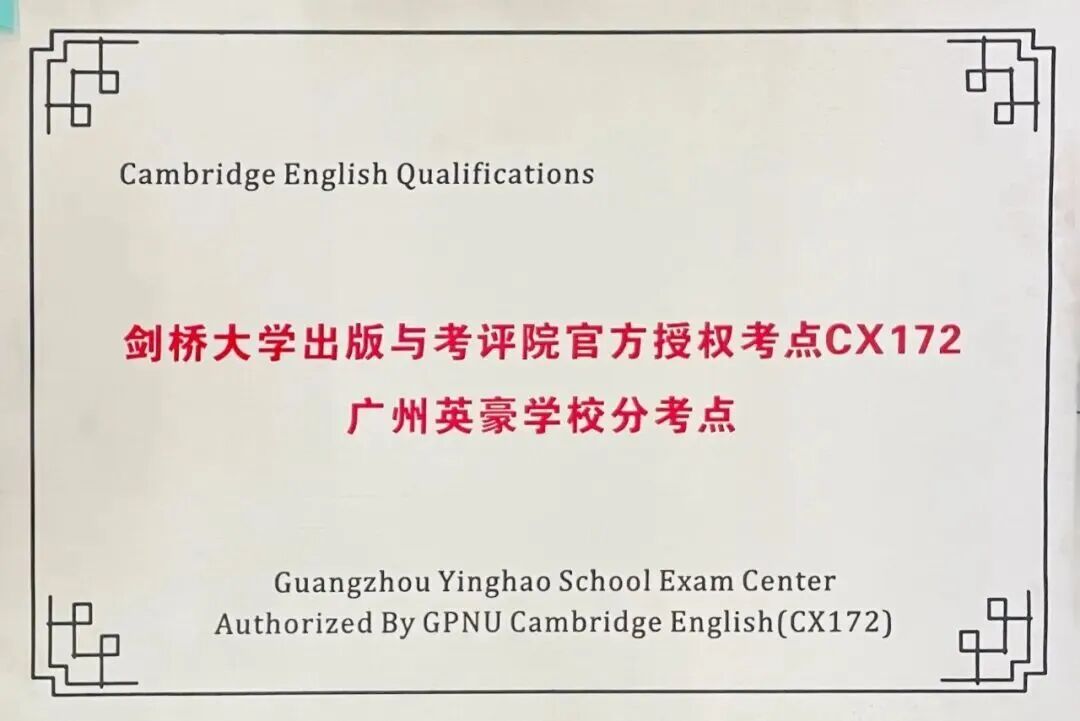 Cambridge English Qualifications
剑桥大学出版与考评院官方授权考点CX172
广州英豪学校分考点
Guangzhou Yinghao School Exam Center
Authorized By GPNU Cambridge English(CX172)